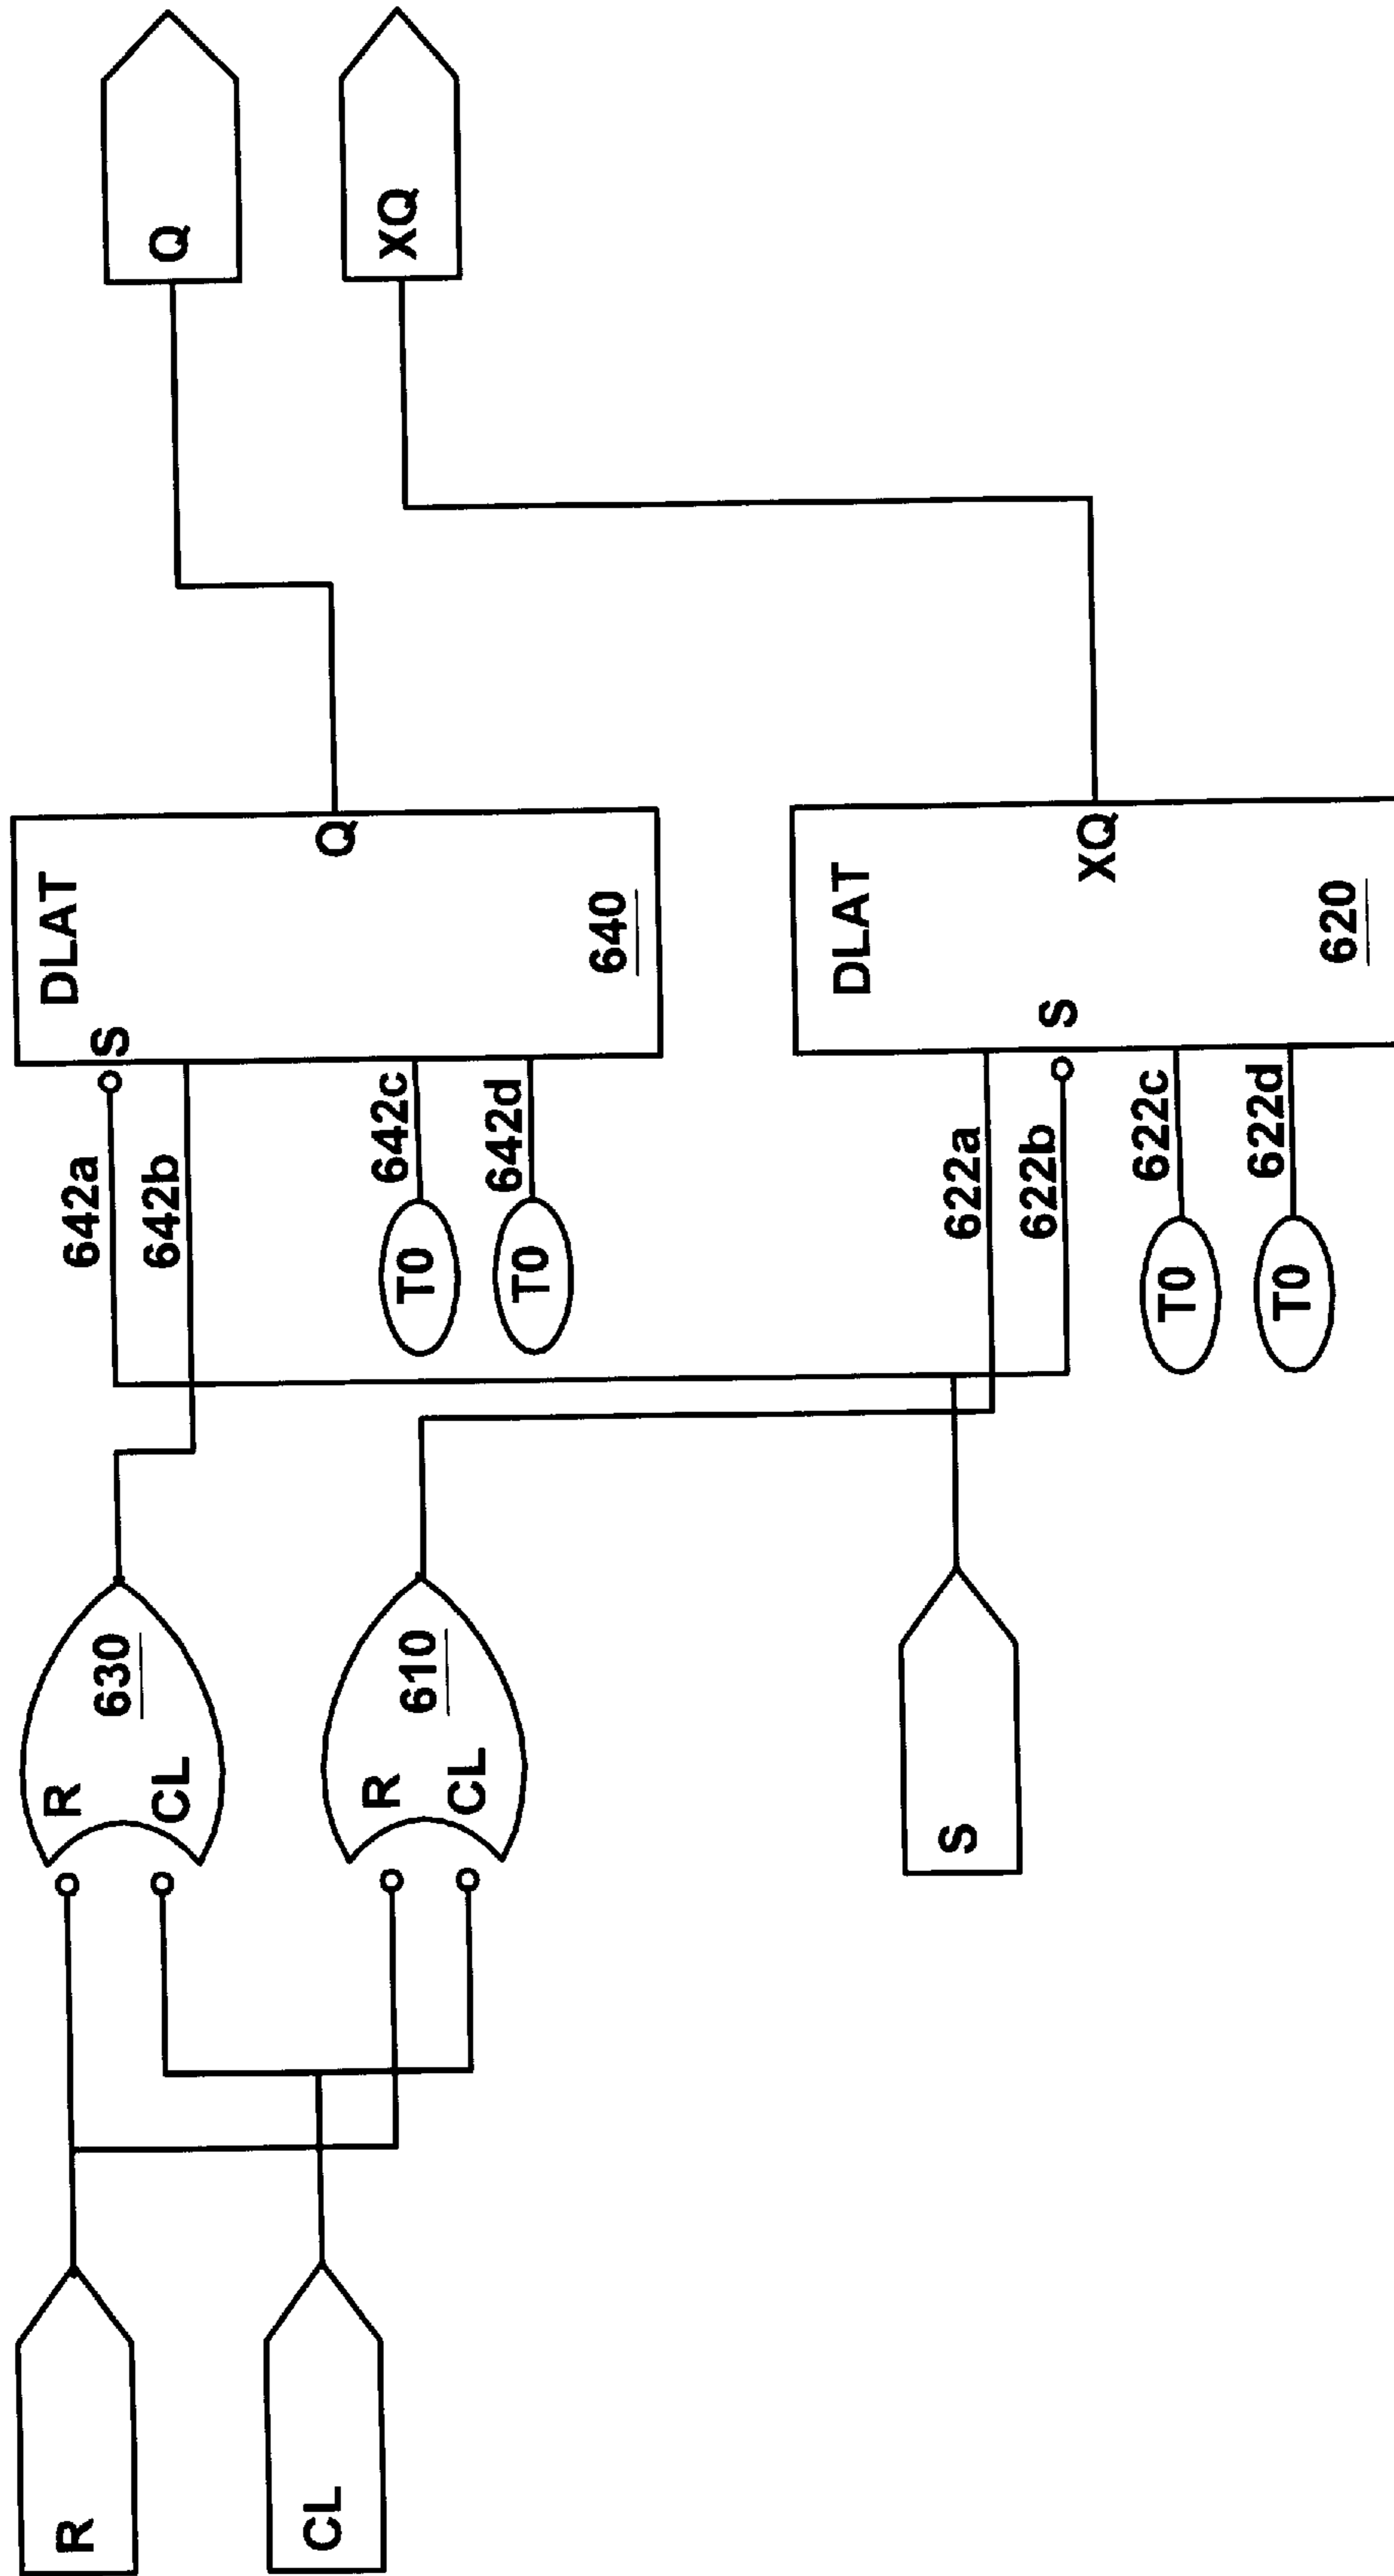 R
CL
R
CL
630
R
CL
610
S
642a
642b
642c
642d
T0
T0
S
DLAT
Q
640
622a
622b
622c
622d
T0
T0
S
DLAT
XQ
620
Q
XQ